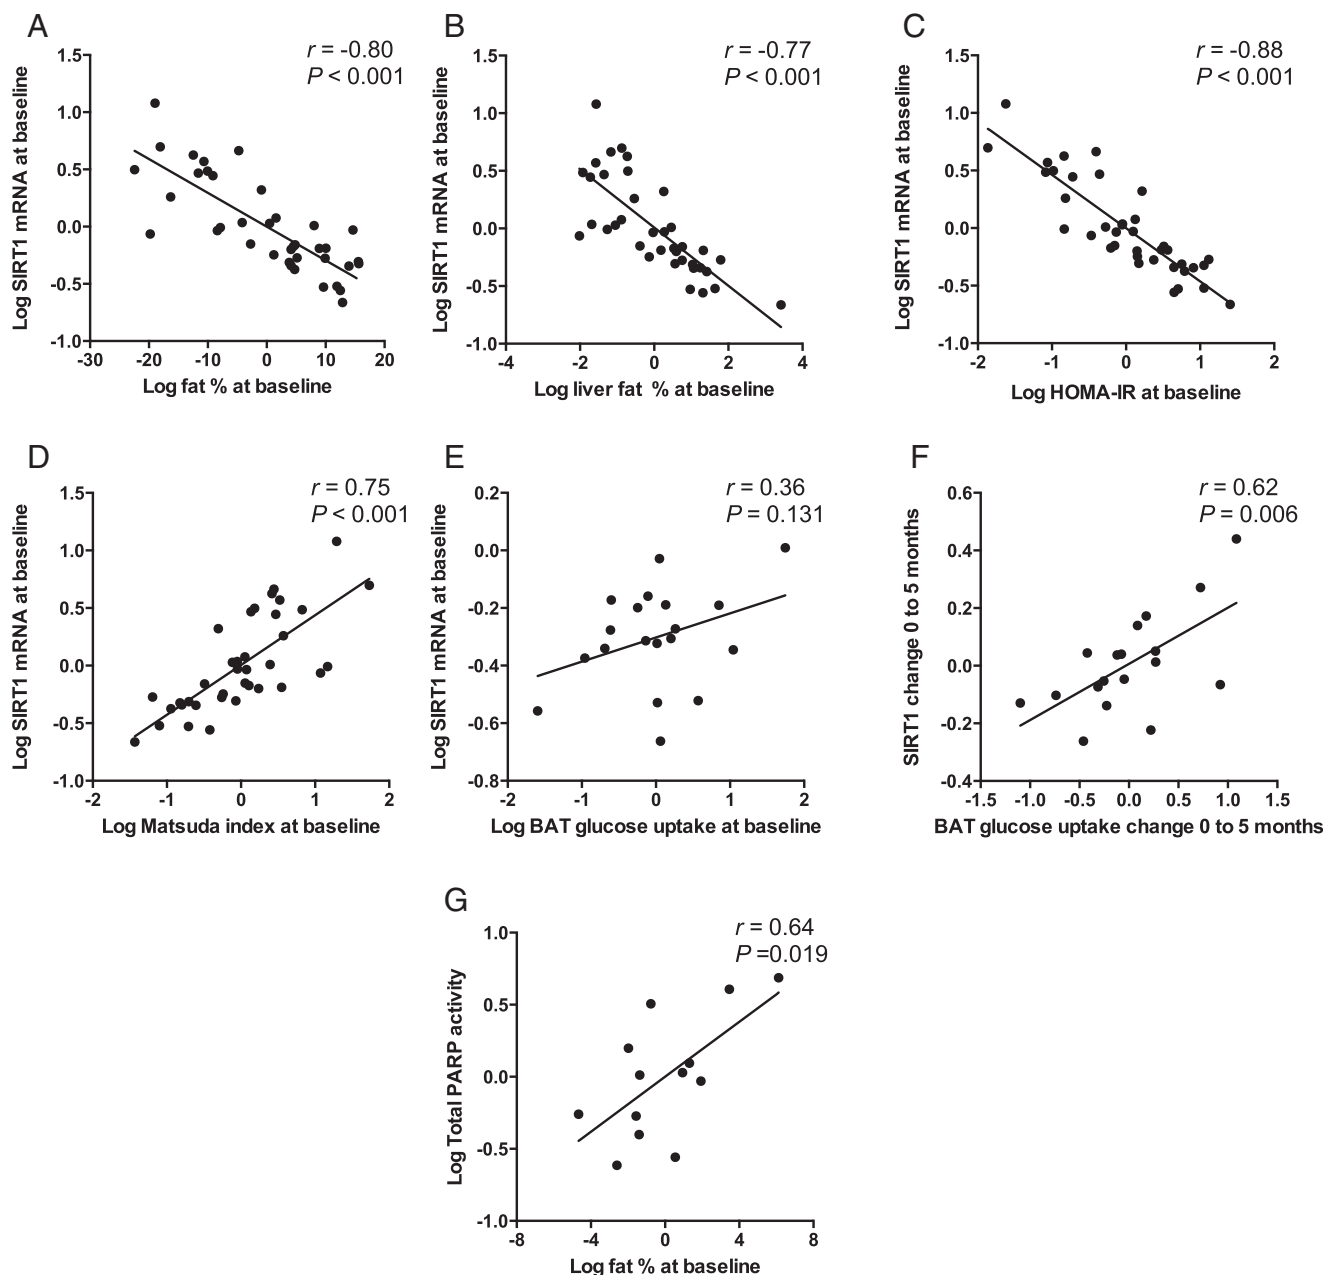 A
r = -0.80
P < 0.001
Log SIRT1 mRNA at baseline
1.5
1.0
0.5
0.0
-0.5
-1.0
-30 -20 -10 0 10 20
Log fat % at baseline
B
r = -0.77
P < 0.001
Log SIRT1 mRNA at baseline
1.5
1.0
0.5
0.0
-0.5
-1.0
-4 -2 0 2 4
Log liver fat % at baseline
C
r = -0.88
P < 0.001
Log SIRT1 mRNA at baseline
1.5
1.0
0.5
0.0
-0.5
-1.0
-2 -1 0 1 2
Log HOMA-IR at baseline
D
r = 0.75
P < 0.001
Log SIRT1 mRNA at baseline
1.5
1.0
0.5
0.0
-0.5
-1.0
-2 -1 0 1 2
Log Matsuda index at baseline
E
r = 0.36
P = 0.131
Log SIRT1 mRNA at baseline
0.2
0.0
-0.2
-0.4
-0.6
-0.8
-2 -1 0 1 2
Log BAT glucose uptake at baseline
F
r = 0.62
P = 0.006
SIRT1 change 0 to 5 months
0.6
0.4
0.2
0.0
-0.2
-0.4
-1.5 -1.0 -0.5 0.0 0.5 1.0 1.5
BAT glucose uptake change 0 to 5 months
G
r = 0.64
P =0.019
Log Total PARP activity
1.0
0.5
0.0
-0.5
-1.0
-8 -4 0 4 8
Log fat % at baseline